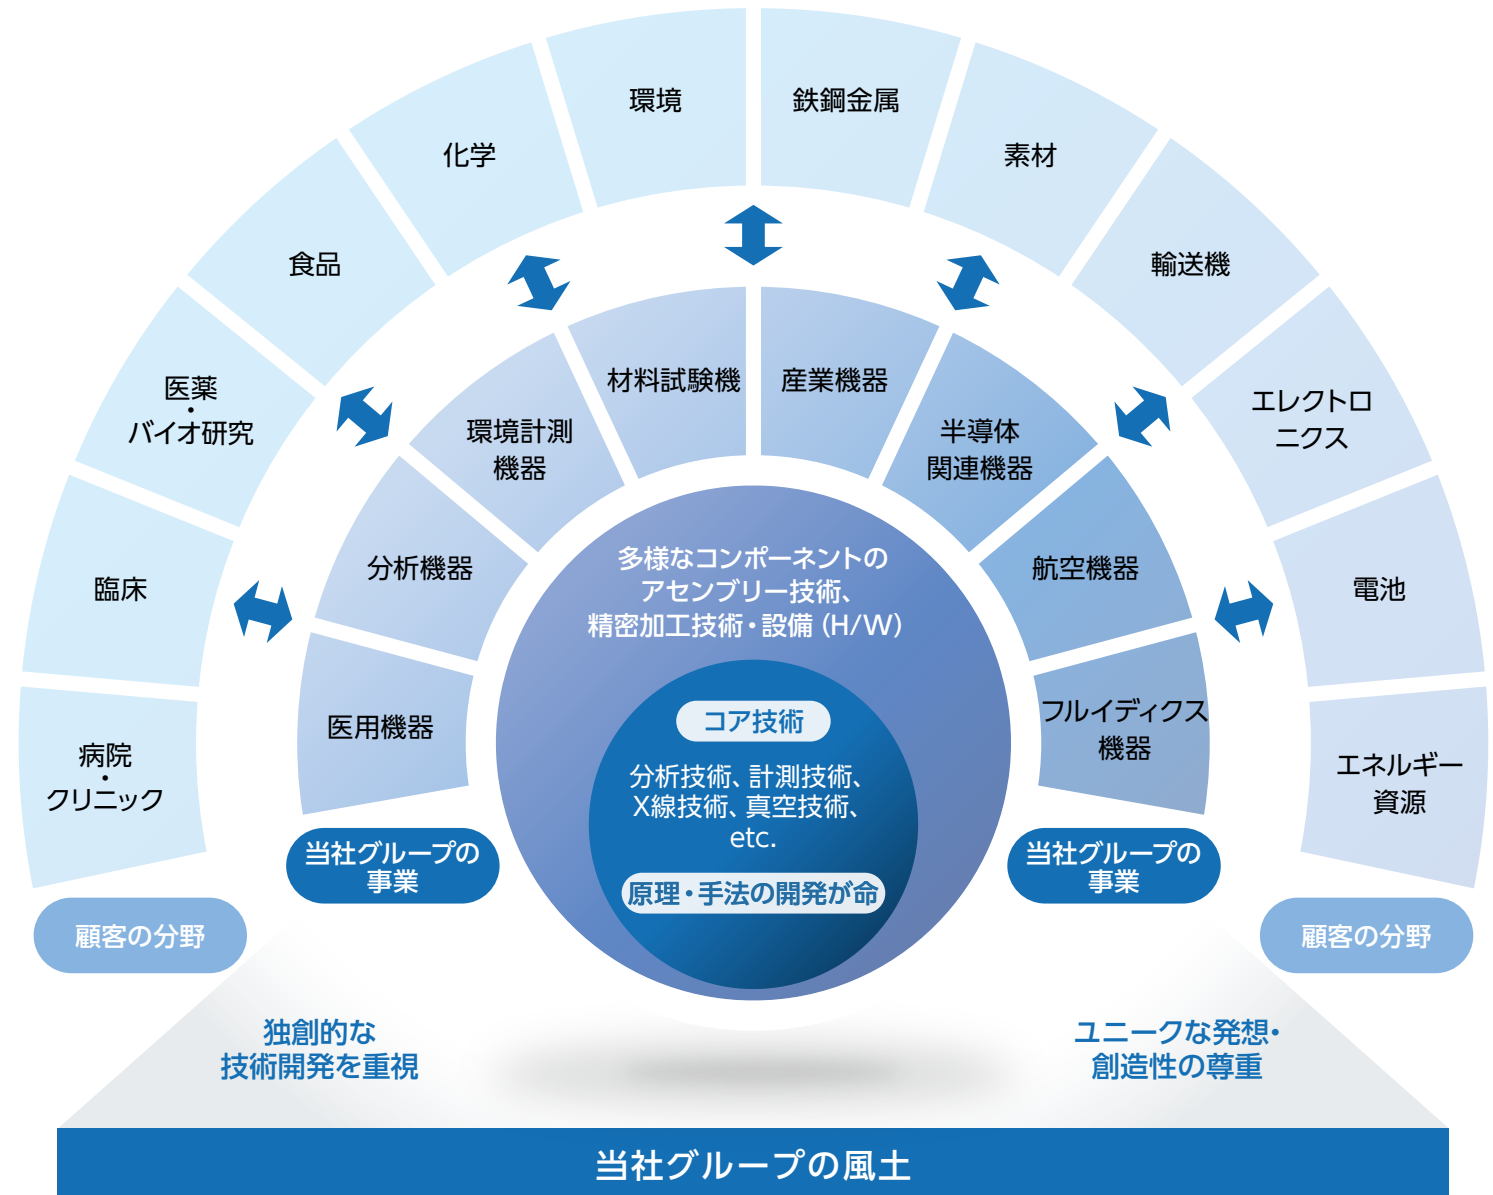 環境
鉄鋼金属
化学
素材
食品
輸送機
医薬
・
バイオ研究
エレクトロ
ニクス
臨床
電池
病院
・
クリニック
エネルギー
資源
材料試験機
産業機器
環境計測
機器
半導体
関連機器
分析機器
航空機器
医用機器
フルイディクス
機器
多様なコンポーネントの
アセンブリー技術、
精密加工技術・設備（H/W）
コア技術
分析技術、計測技術、
X線技術、真空技術、
etc.
原理・手法の開発が命
当社グループの
事業
当社グループの
事業
顧客の分野
顧客の分野
独創的な
技術開発を重視
ユニークな発想・
創造性の尊重
当社グループの風土